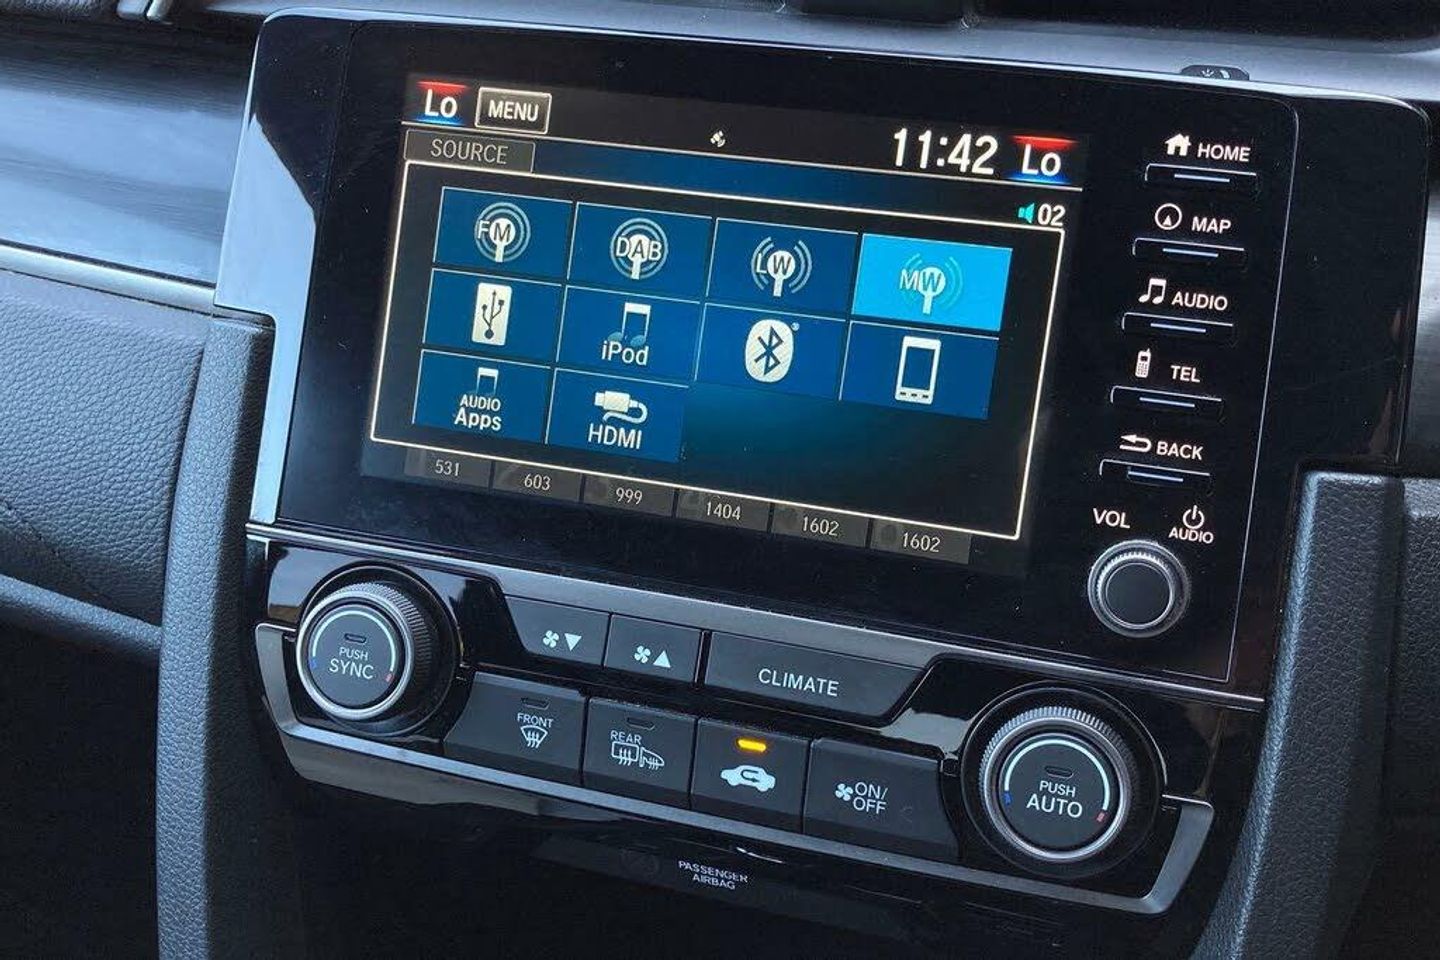 Lo MENU 11:42 Lo
SOURCE
02
FM DAB LW MW
iPod
AUDIO
Apps
HDMI
531 603 999 1404 1602 1602
HOME
MAP
AUDIO
TEL
BACK
VOL
AUDIO
PUSH
SYNC
CLIMATE
FRONT
REAR
ON/
OFF
PUSH
AUTO
PASSENGER
AIRBAG